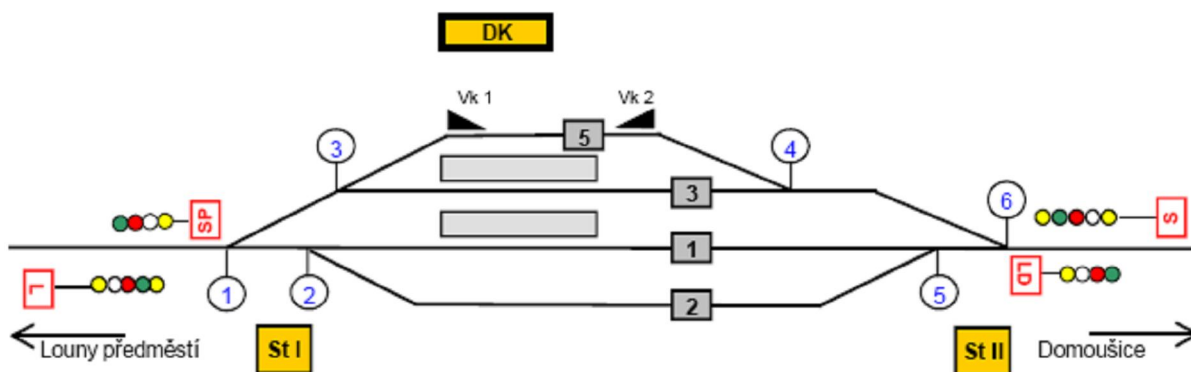 DK
Vk 1
Vk 2
5
3
4
3
6
SP
S
1
L
LD
1
2
2
5
Louny předměstí
St I
St II
Domoušice